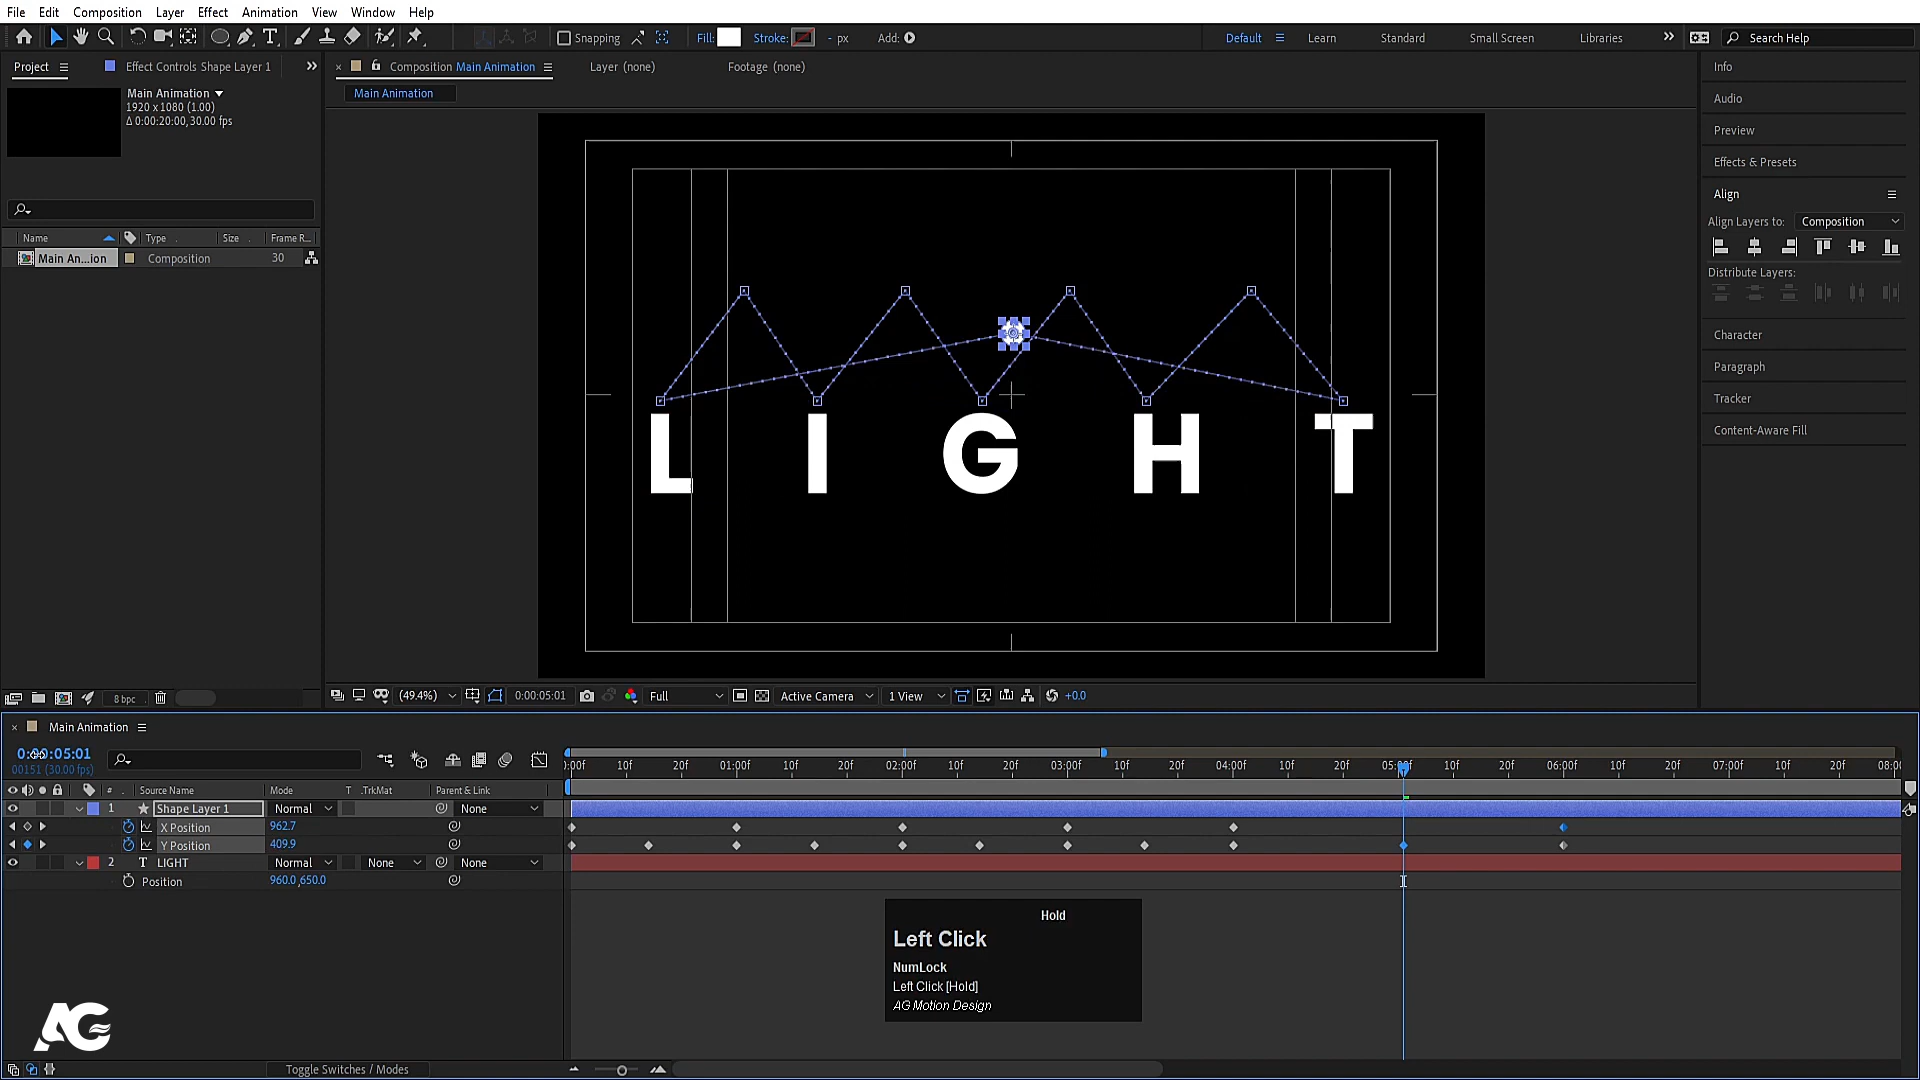 File Edit Composition Layer Effect Animation View Window Help
Snapping Fill: Stroke: - px Add: Default Learn Standard Small Screen Libraries Search Help
Project Effect Controls Shape Layer 1 Composition Main Animation Layer (none) Footage (none) Info
Main Animation
Main Animation
1920 x 1080 (1.00)
Δ 0:00:20:00, 30.00 fps
Audio
Preview
Effects & Presets
Align
Align Layers to: Composition
Distribute Layers:
Name Type Size Frame R...
Main An...ion Composition 30
Character
Paragraph
Tracker
Content-Aware Fill
L I G H T
8 bpc (49.4%) 0:00:05:01 Full Active Camera 1 View +0.0
Main Animation
0:00:05:01
00151 (30.00 fps)
:00f 10f 20f 01:00f 10f 20f 02:00f 10f 20f 03:00f 10f 20f 04:00f 10f 20f 05:00f 10f 20f 06:00f 10f 20f 07:00f 10f 20f 08:00
# Source Name Mode T .TrkMat Parent & Link
1 Shape Layer 1 Normal None
X Position 962.7
Y Position 409.9
2 T LIGHT Normal None None
Position 960.0,650.0
Hold
Left Click
NumLock
Left Click [Hold]
AG Motion Design
AG
Toggle Switches / Modes